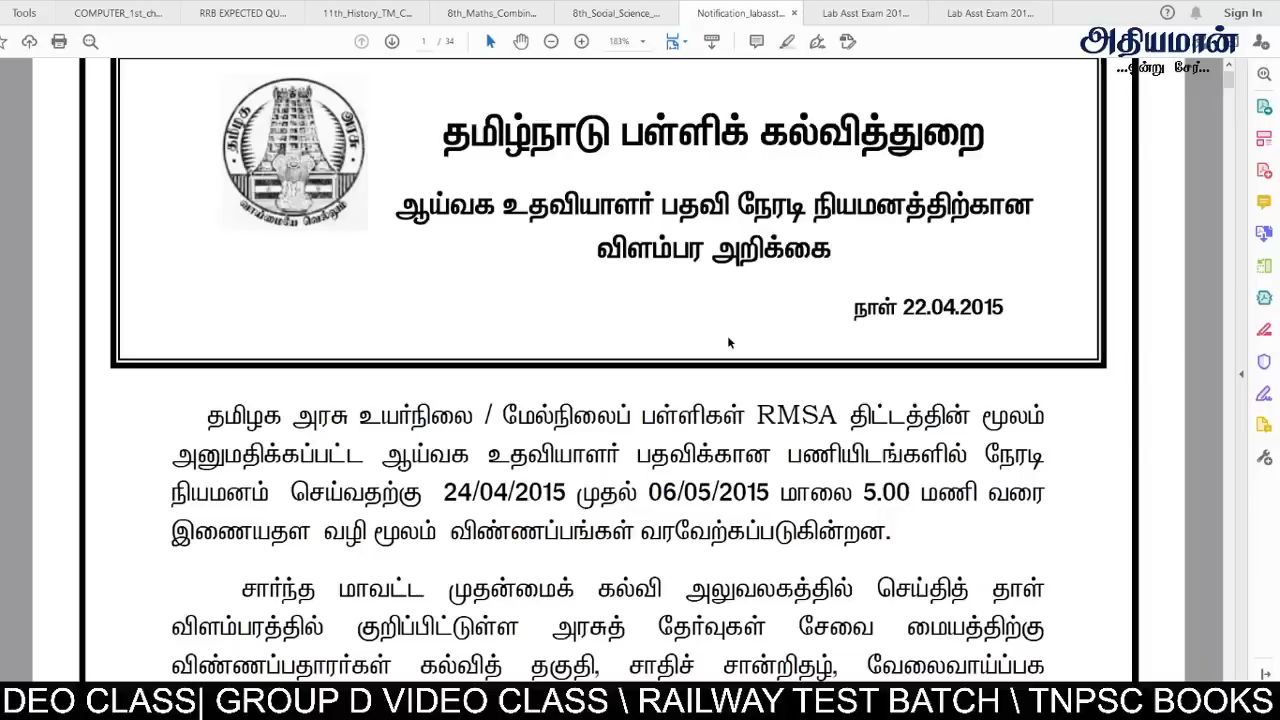 Tools COMPUTER_1st_ch... RRB EXPECTED QU... 11th_History_TM_C... 8th_Maths_Combin... 8th_Social_Science_... Notification_labasst... × Lab Asst Exam 201... Lab Asst Exam 201... Sign In
1 / 34 183%
அதியமான்
...ஒன்று சேர்...
தமிழக அரசு
வாய்மையே வெல்லும்
தமிழ்நாடு பள்ளிக் கல்வித்துறை
ஆய்வக உதவியாளர் பதவி நேரடி நியமனத்திற்கான
விளம்பர அறிக்கை
நாள் 22.04.2015
தமிழக அரசு உயர்நிலை / மேல்நிலைப் பள்ளிகள் RMSA திட்டத்தின் மூலம்
அனுமதிக்கப்பட்ட ஆய்வக உதவியாளர் பதவிக்கான பணியிடங்களில் நேரடி
நியமனம் செய்வதற்கு 24/04/2015 முதல் 06/05/2015 மாலை 5.00 மணி வரை
இணையதள வழி மூலம் விண்ணப்பங்கள் வரவேற்கப்படுகின்றன.
சார்ந்த மாவட்ட முதன்மைக் கல்வி அலுவலகத்தில் செய்தித் தாள்
விளம்பரத்தில் குறிப்பிட்டுள்ள அரசுத் தேர்வுகள் சேவை மையத்திற்கு
விண்ணப்பதாரர்கள் கல்வித் தகுதி, சாதிச் சான்றிதழ், வேலைவாய்ப்பக
DEO CLASS| GROUP D VIDEO CLASS \ RAILWAY TEST BATCH \ TNPSC BOOKS